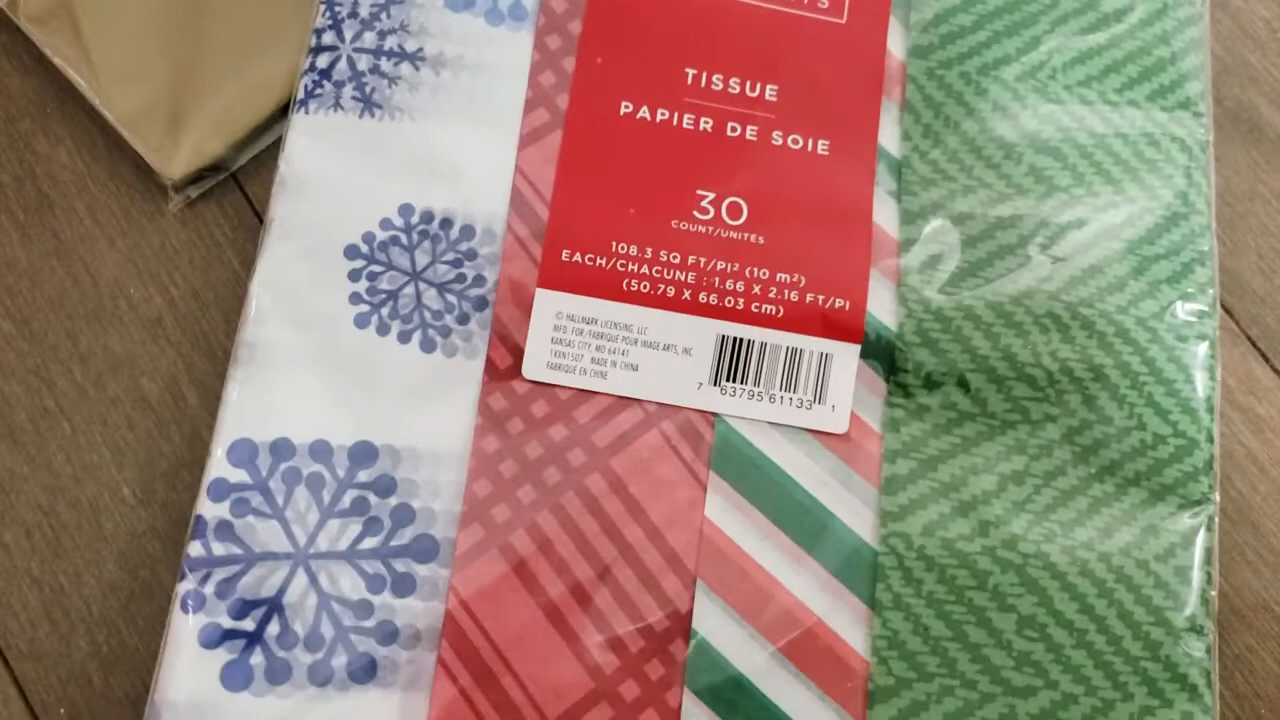 TISSUE
PAPIER DE SOIE
30
COUNT/UNITÉS
108.3 SQ FT/PI² (10 m²)
EACH/CHACUNE : 1.66 X 2.16 FT/PI
(50.79 X 66.03 cm)
© HALLMARK LICENSING, LLC
MFD. FOR/FABRIQUÉ POUR IMAGE ARTS, INC.
KANSAS CITY, MO 64141
1XXN1507 MADE IN CHINA
FABRIQUÉ EN CHINE
7 63795 61133 1